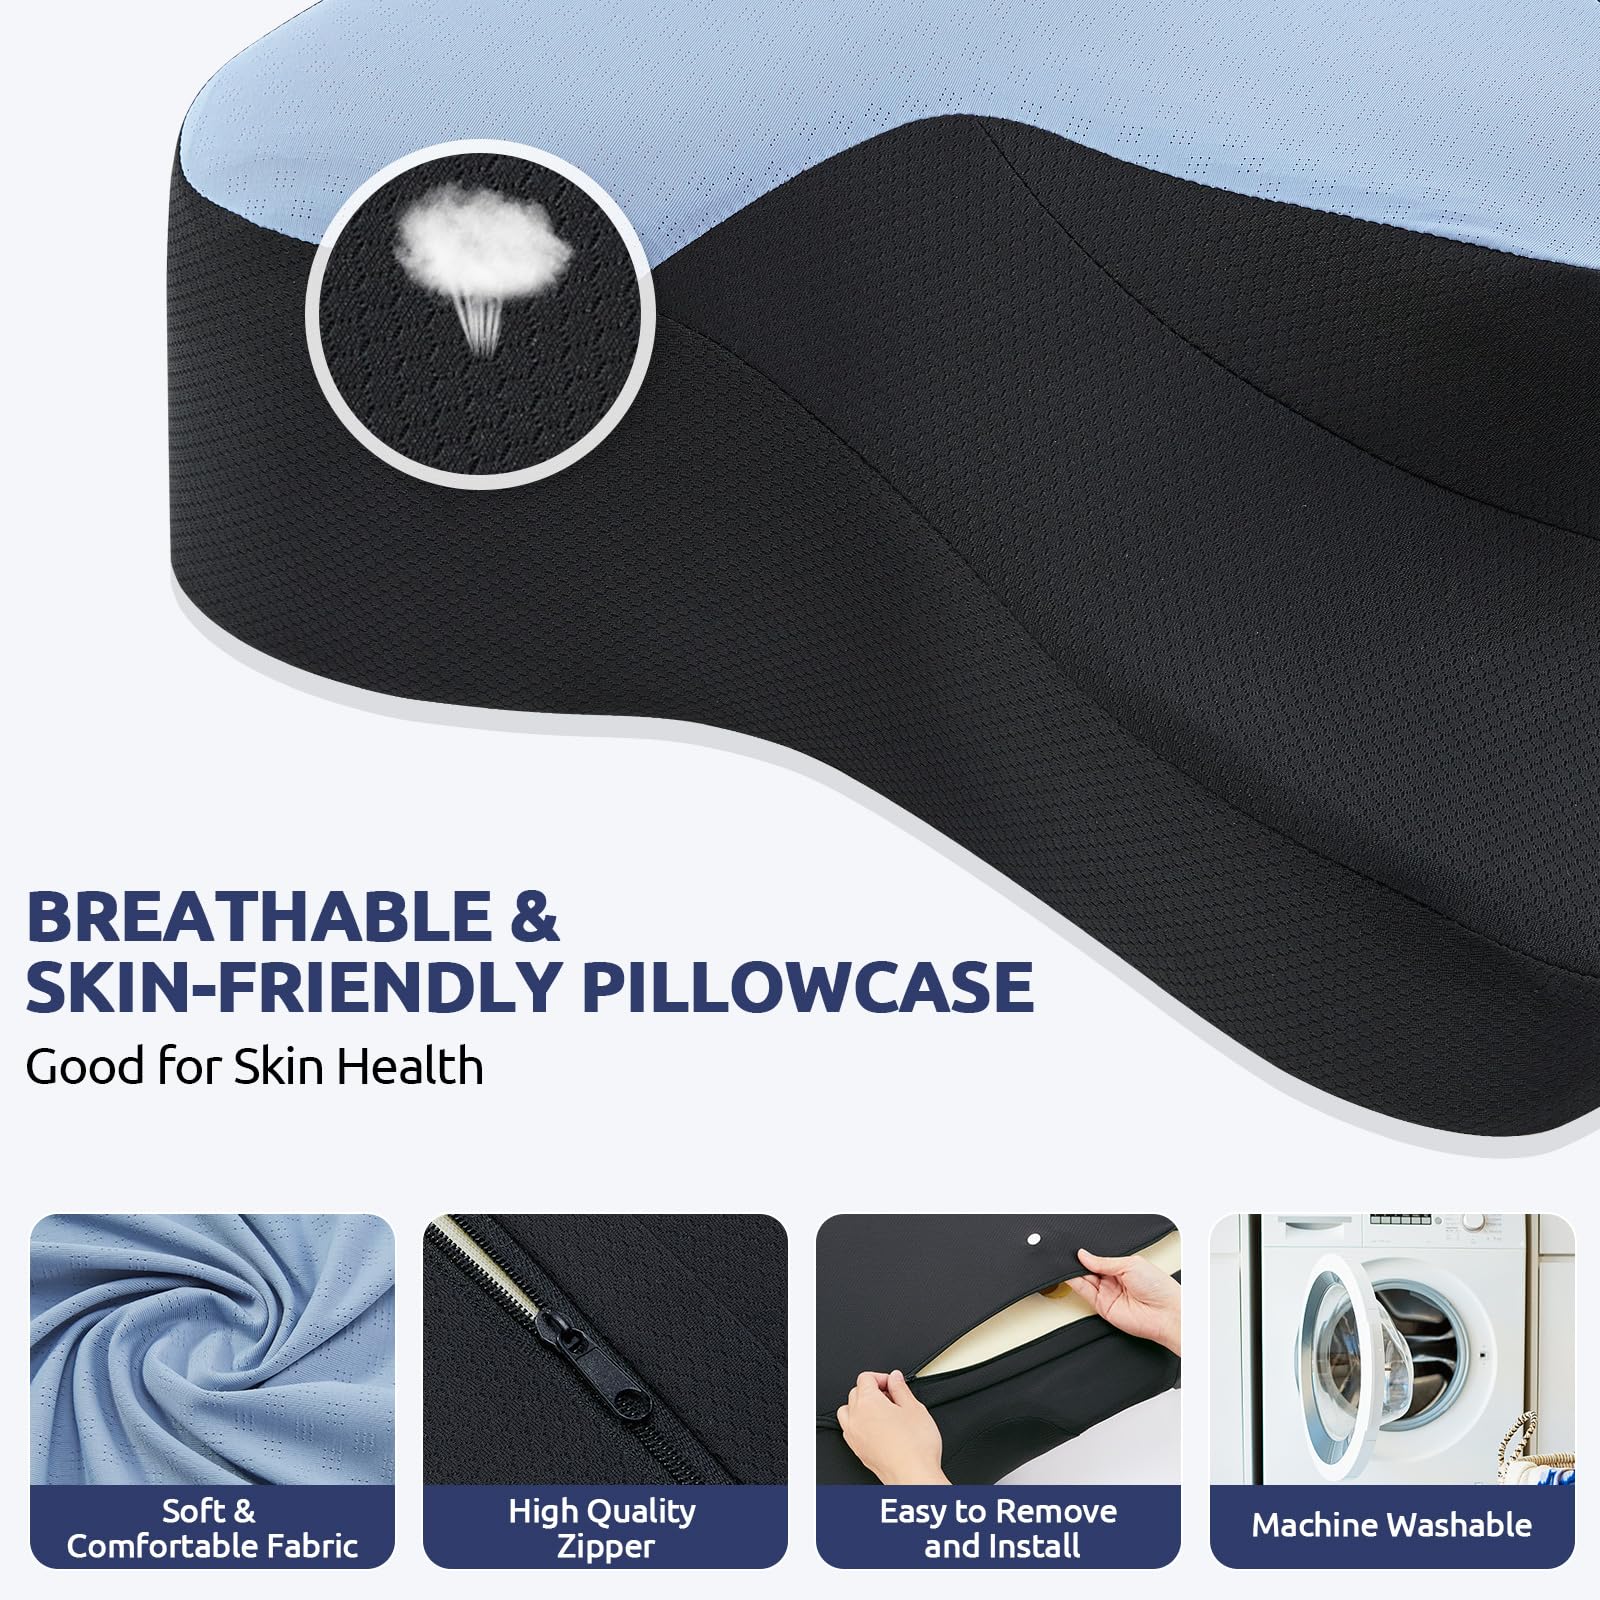 BREATHABLE &
SKIN-FRIENDLY PILLOWCASE
Good for Skin Health
Soft &
Comfortable Fabric
High Quality
Zipper
Easy to Remove
and Install
Machine Washable